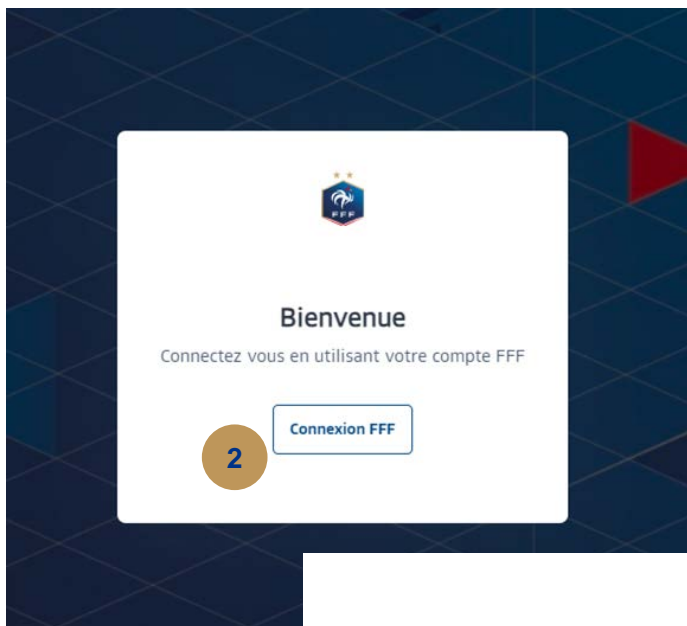 FFF
Bienvenue
Connectez vous en utilisant votre compte FFF
Connexion FFF
2